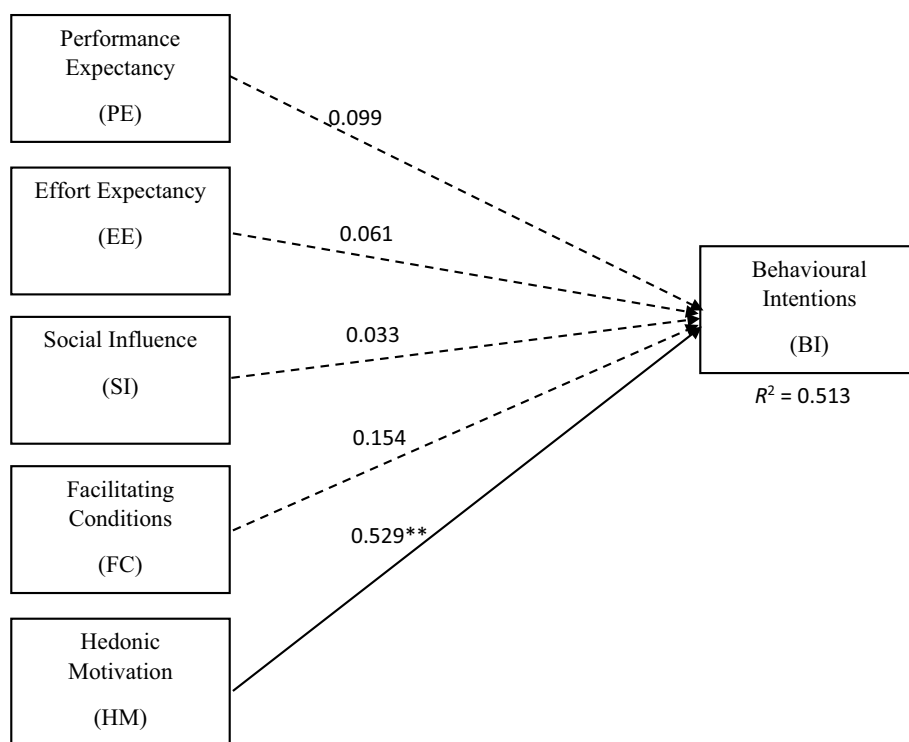 Performance
Expectancy
(PE)
0.099
Effort Expectancy
(EE)
0.061
Behavioural
Intentions
(BI)
R² = 0.513
Social Influence
(SI)
0.033
Facilitating
Conditions
(FC)
0.154
0.529**
Hedonic
Motivation
(HM)